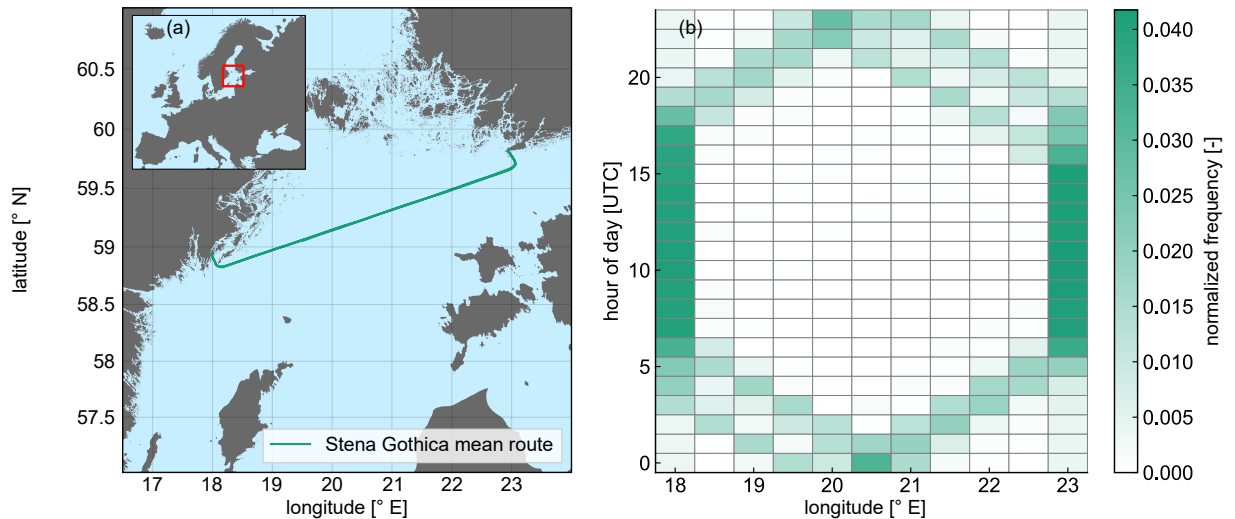 (a)
latitude [° N]
60.5
60
59.5
59
58.5
58
57.5
17 18 19 20 21 22 23
longitude [° E]
Stena Gothica mean route
(b)
hour of day [UTC]
20
15
10
5
0
18 19 20 21 22 23
longitude [° E]
0.040
0.035
0.030
0.025
0.020
0.015
0.010
0.005
0.000
normalized frequency [-]